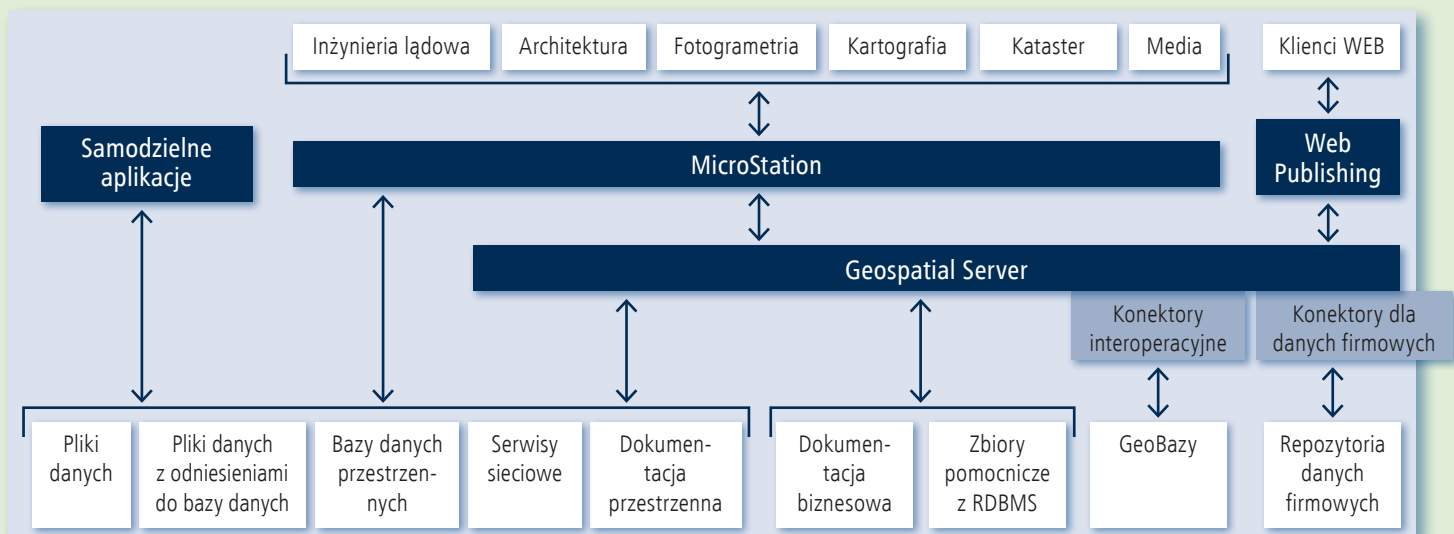 Inżynieria lądowa
Architektura
Fotogrametria
Kartografia
Kataster
Media
Klienci WEB
Samodzielne
aplikacje
MicroStation
Web
Publishing
Geospatial Server
Konektory
interoperacyjne
Konektory dla
danych firmowych
Pliki
danych
Pliki danych
z odniesieniami
do bazy danych
Bazy danych
przestrzen-
nych
Serwisy
sieciowe
Dokumen-
tacja
przestrzenna
Dokumen-
tacja
biznesowa
Zbiory
pomocnicze
z RDBMS
GeoBazy
Repozytoria
danych
firmowych